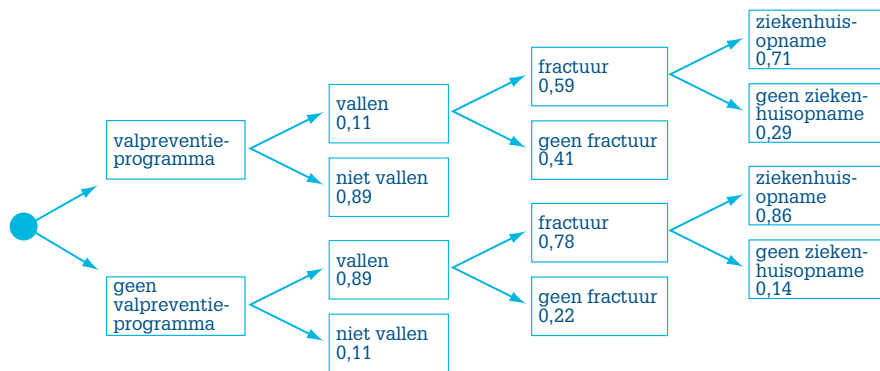 valpreventie-
programma
geen
valpreventie-
programma
vallen
0,11
niet vallen
0,89
vallen
0,89
niet vallen
0,11
fractuur
0,59
geen fractuur
0,41
fractuur
0,78
geen fractuur
0,22
ziekenhuis-
opname
0,71
geen zieken-
huisopname
0,29
ziekenhuis-
opname
0,86
geen zieken-
huisopname
0,14